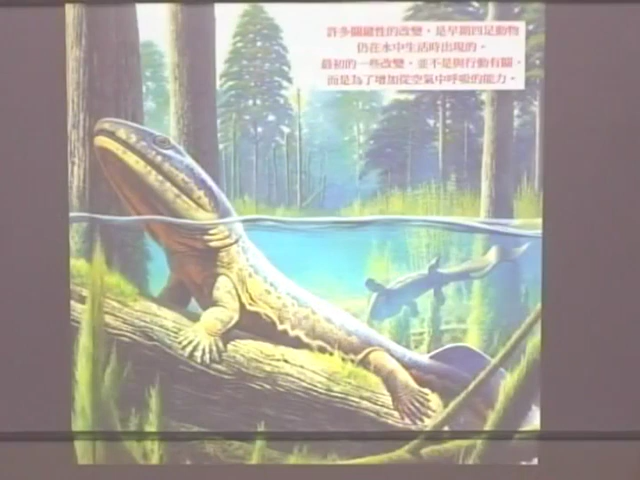 許多關鍵性的改變，是早期四足動物
仍在水中生活時出現的。
最初的一些改變，並不是與行動有關，
而是為了增加從空氣中呼吸的能力。